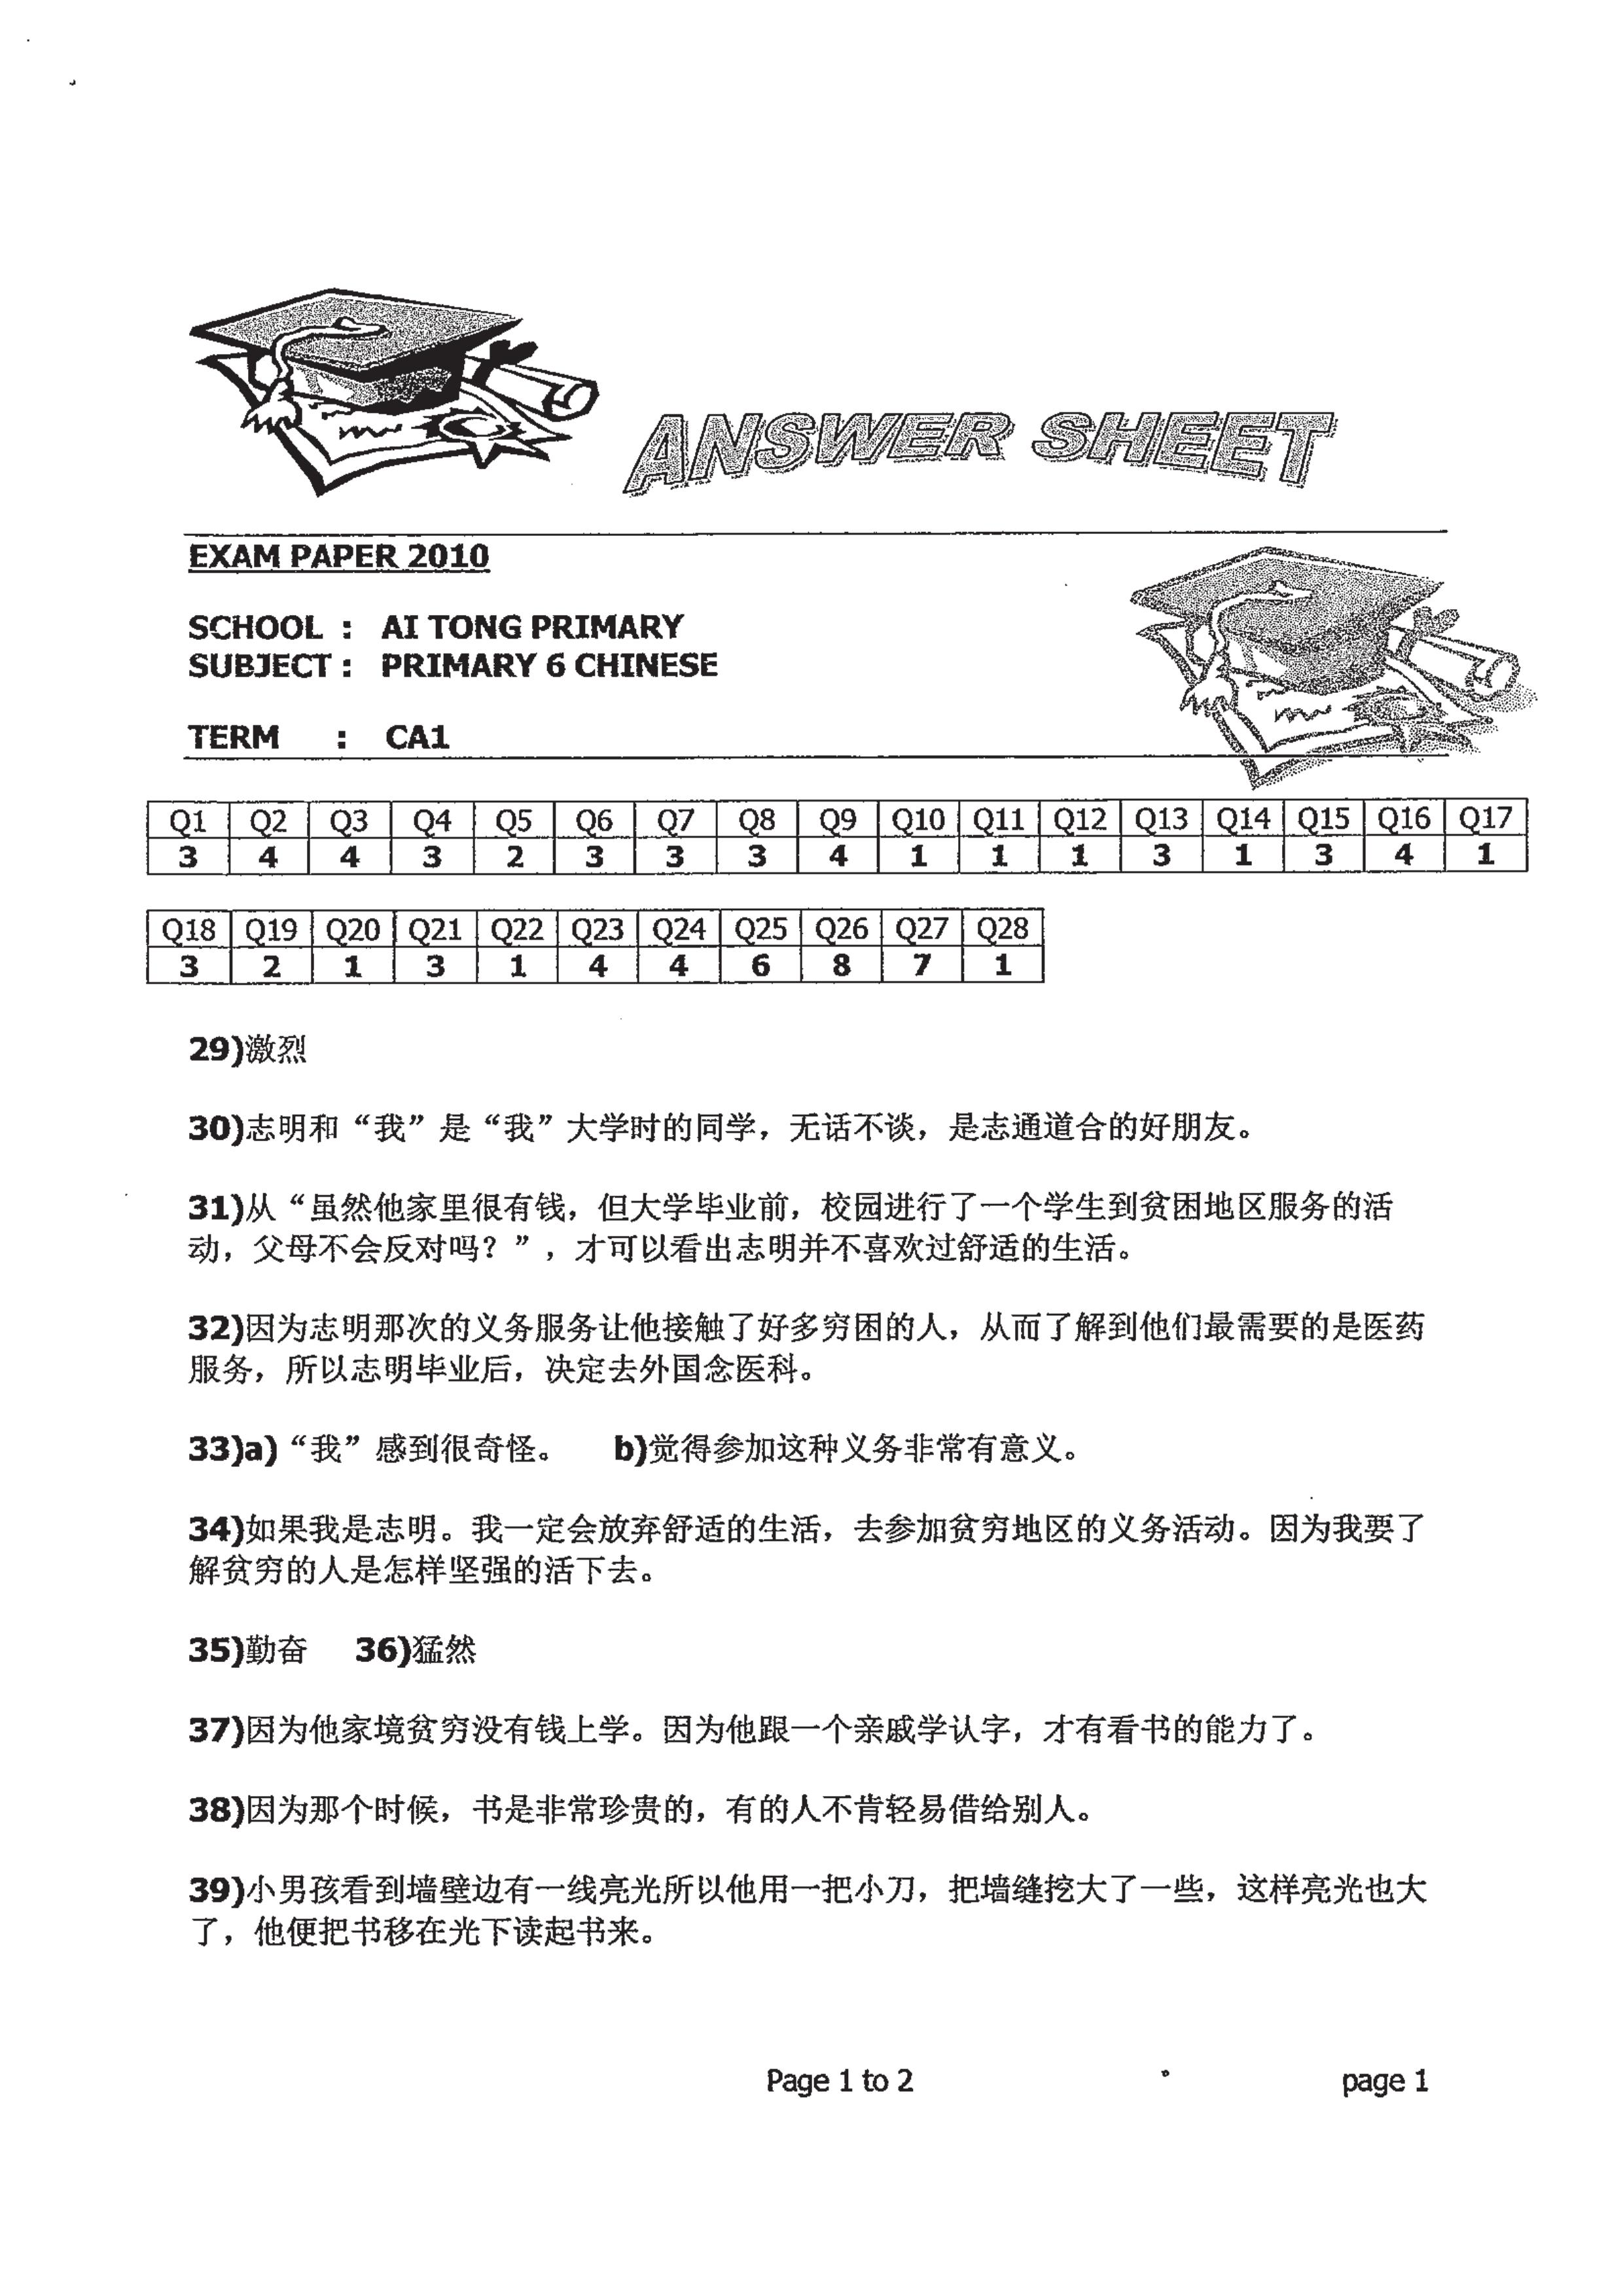 ANSWER SHEET
EXAM PAPER 2010
SCHOOL : AI TONG PRIMARY
SUBJECT : PRIMARY 6 CHINESE
TERM : CA1
Q1 Q2 Q3 Q4 Q5 Q6 Q7 Q8 Q9 Q10 Q11 Q12 Q13 Q14 Q15 Q16 Q17
3 4 4 3 2 3 3 3 4 1 1 1 3 1 3 4 1
Q18 Q19 Q20 Q21 Q22 Q23 Q24 Q25 Q26 Q27 Q28
3 2 1 3 1 4 4 6 8 7 1
29)激烈
30)志明和“我”是“我”大学时的同学，无话不谈，是志通道合的好朋友。
31)从“虽然他家里很有钱，但大学毕业前，校园进行了一个学生到贫困地区服务的活
动，父母不会反对吗？”，才可以看出志明并不喜欢过舒适的生活。
32)因为志明那次的义务服务让他接触了好多穷困的人，从而了解到他们最需要的是医药
服务，所以志明毕业后，决定去外国念医科。
33)a)“我”感到很奇怪。 b)觉得参加这种义务非常有意义。
34)如果我是志明。我一定会放弃舒适的生活，去参加贫穷地区的义务活动。因为我要了
解贫穷的人是怎样坚强的活下去。
35)勤奋 36)猛然
37)因为他家境贫穷没有钱上学。因为他跟一个亲戚学认字，才有看书的能力了。
38)因为那个时候，书是非常珍贵的，有的人不肯轻易借给别人。
39)小男孩看到墙壁边有一线亮光所以他用一把小刀，把墙缝挖大了一些，这样亮光也大
了，他便把书移在光下读起书来。
Page 1 to 2 page 1